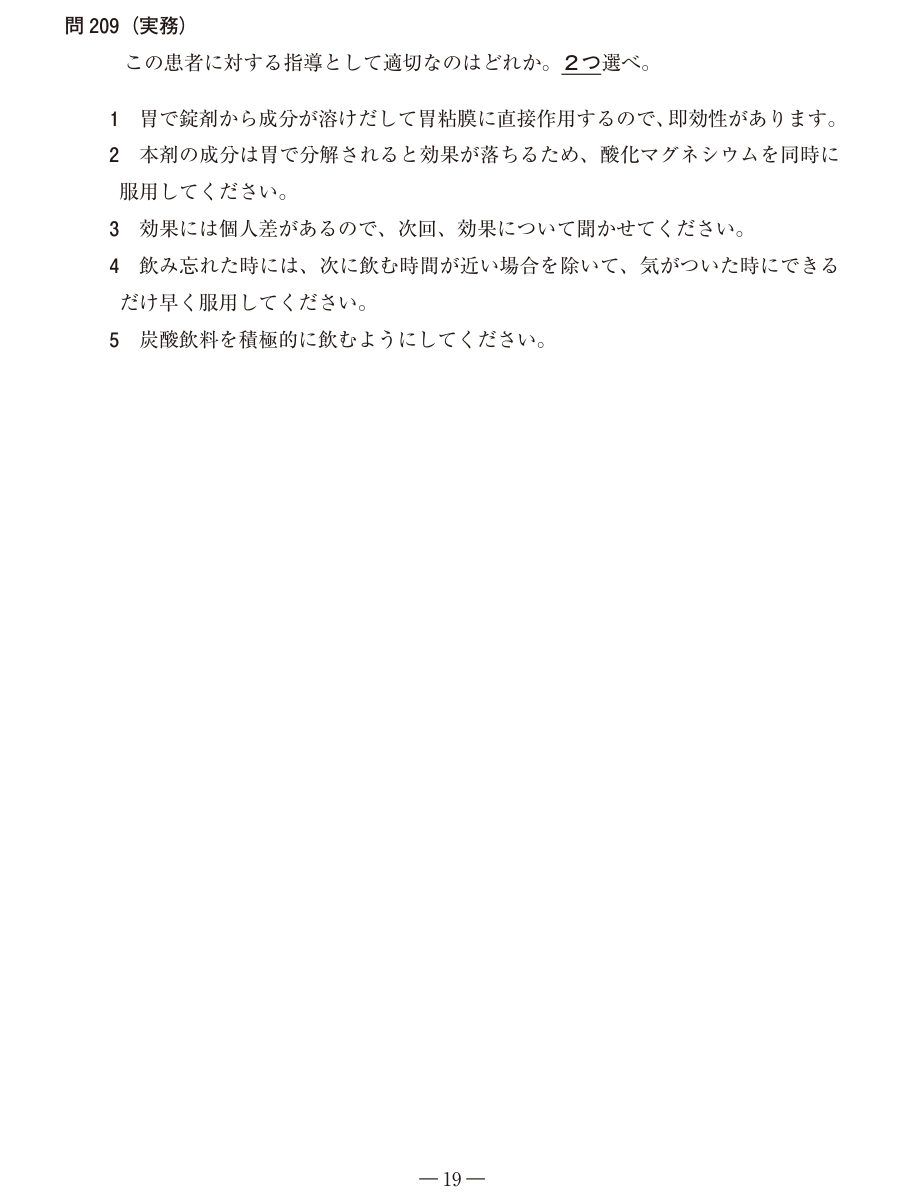 問 209（実務）
この患者に対する指導として適切なのはどれか。２つ選べ。
1　胃で錠剤から成分が溶けだして胃粘膜に直接作用するので、即効性があります。
2　本剤の成分は胃で分解されると効果が落ちるため、酸化マグネシウムを同時に
服用してください。
3　効果には個人差があるので、次回、効果について聞かせてください。
4　飲み忘れた時には、次に飲む時間が近い場合を除いて、気がついた時にできる
だけ早く服用してください。
5　炭酸飲料を積極的に飲むようにしてください。
― 19 ―